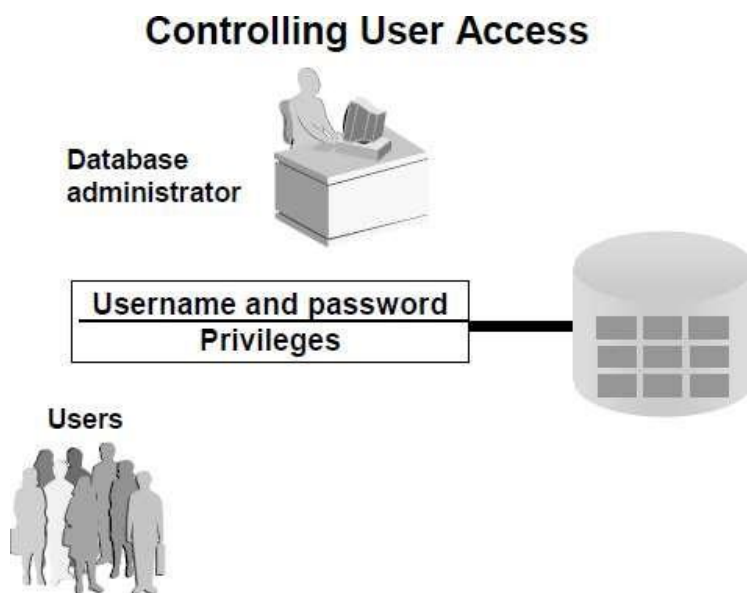 Controlling User Access
Database
administrator
Username and password
Privileges
Users